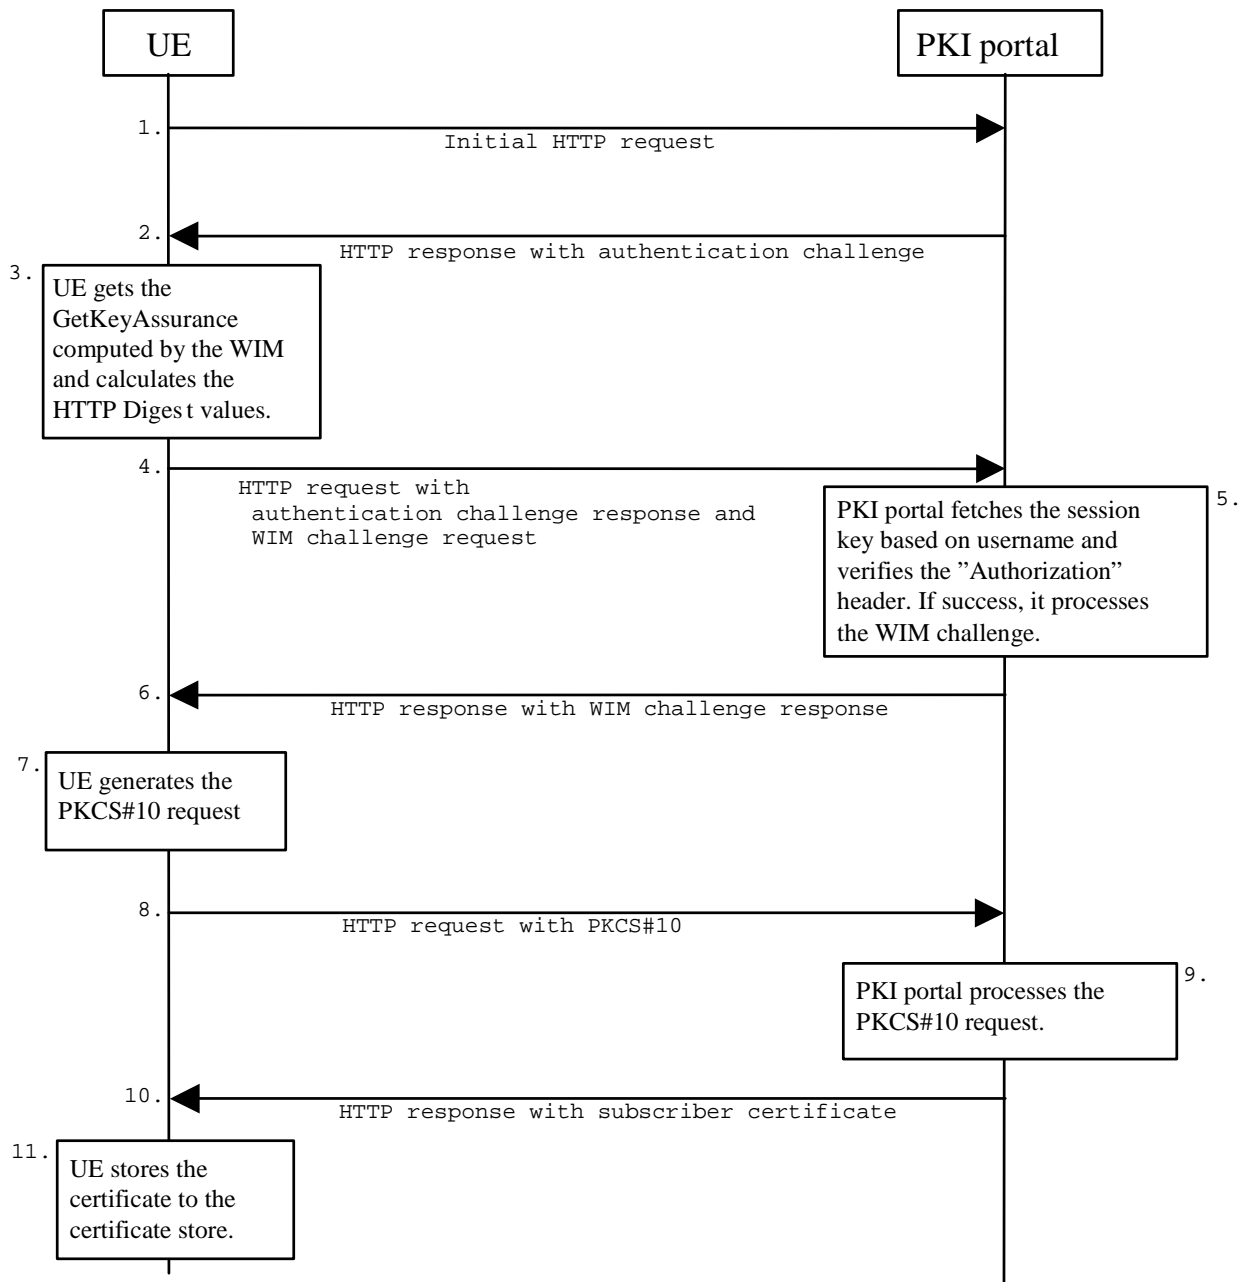 UE
PKI portal
1.
Initial HTTP request
2.
HTTP response with authentication challenge
3.
UE gets the
GetKeyAssurance
computed by the WIM
and calculates the
HTTP Digest values.
4.
HTTP request with
authentication challenge response and
WIM challenge request
5.
PKI portal fetches the session
key based on username and
verifies the ”Authorization”
header. If success, it processes
the WIM challenge.
6.
HTTP response with WIM challenge response
7.
UE generates the
PKCS#10 request
8.
HTTP request with PKCS#10
9.
PKI portal processes the
PKCS#10 request.
10.
HTTP response with subscriber certificate
11.
UE stores the
certificate to the
certificate store.